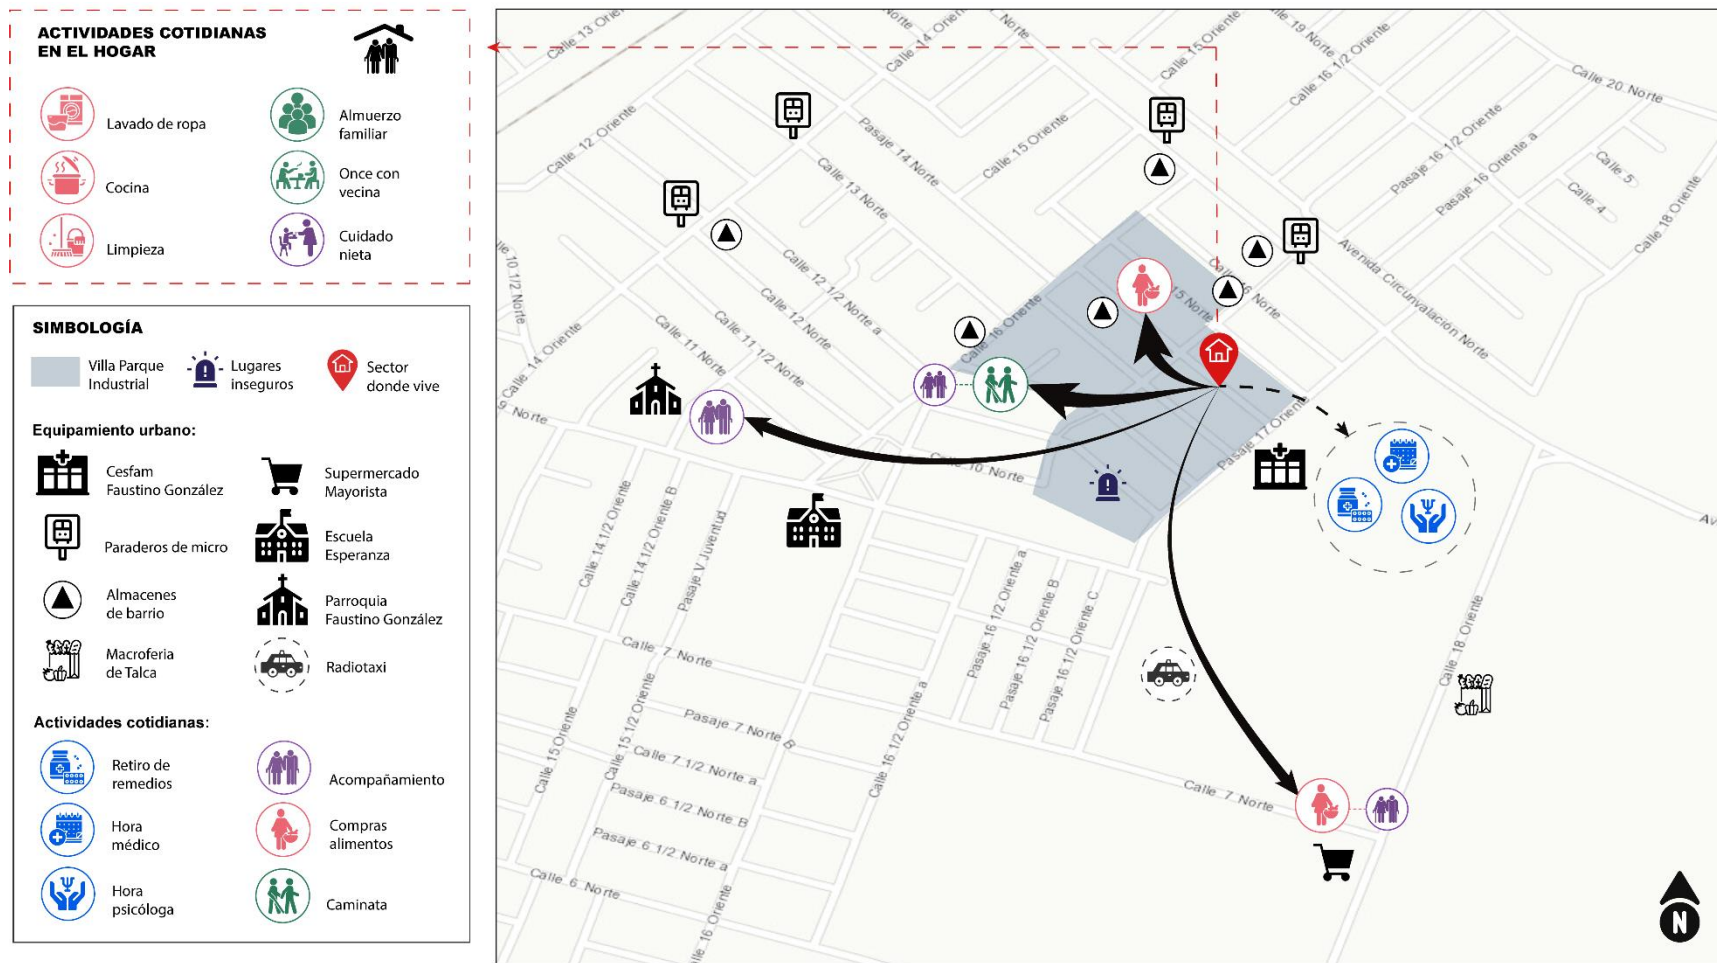 ACTIVIDADES COTIDIANAS
EN EL HOGAR
Lavado de ropa
Almuerzo
familiar
Cocina
Once con
vecina
Limpieza
Cuidado
nieta
SIMBOLOGÍA
Villa Parque
Industrial
Lugares
inseguros
Sector
donde vive
Equipamiento urbano:
Cesfam
Faustino González
Supermercado
Mayorista
Paraderos de micro
Escuela
Esperanza
Almacenes
de barrio
Parroquia
Faustino González
Macroferia
de Talca
Radiotaxi
Actividades cotidianas:
Retiro de
remedios
Acompañamiento
Hora
médico
Compras
alimentos
Hora
psicóloga
Caminata
Calle 13 Orien
Calle 14 Oriente
Calle 15 Oriente
Calle 19 Norte
Calle 16 1/2 Oriente
Calle 20 Norte
Calle 12 Oriente
Pasaje 14 Norte
Calle 15 Oriente
Pasaje 16 1/2 Oriente
Pasaje 16 Oriente a
Calle 5
Calle 4
Calle 18 Oriente
Calle 13 Norte
Calle 10 1/2 Norte
Calle 12 1/2 Norte a
Calle 12 Norte
Calle 11 1/2 Norte
Calle 11 Norte
Calle 14 Oriente
Calle 16 Oriente
15 Norte
Calle 16 Norte
Avenida Circunvalación Norte
9 Norte
Calle 10 Norte
Pasaje 17 Oriente
Av
Calle 14 1/2 Oriente
Calle 14 1/2 Oriente B
Pasaje V Juventud
Pasaje 16 1/2 Oriente a
Pasaje 16 1/2 Oriente B
Pasaje 16 1/2 Oriente C
Calle 18 Oriente
Calle 7 Norte
Pasaje 7 Norte B
Calle 7 1/2 Norte a
Pasaje 6 1/2 Norte B
Pasaje 6 1/2 Norte a
Calle 6 Norte
Calle 15 Oriente
Calle 15 1/2 Oriente
Calle 16 Oriente
Calle 16 1/2 Oriente a
Calle 7 Norte
N